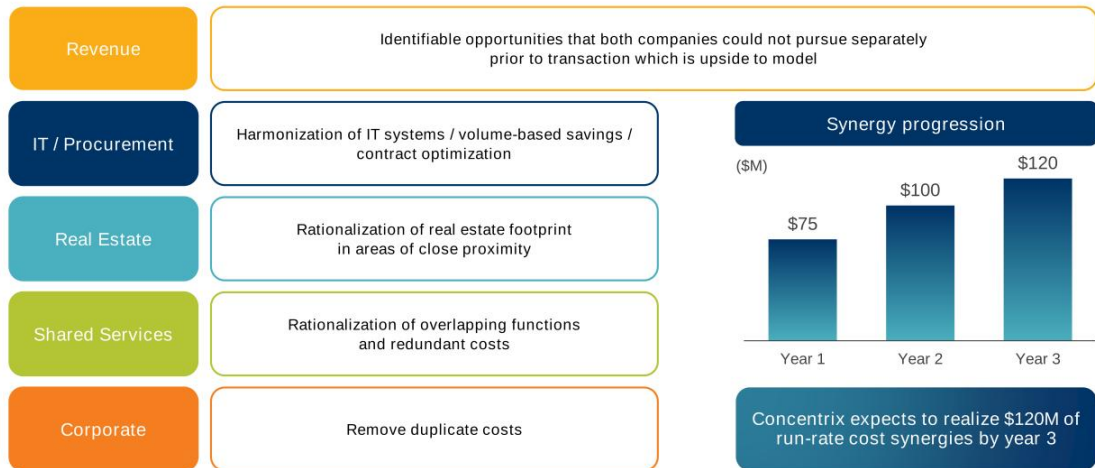 Revenue
Identifiable opportunities that both companies could not pursue separately
prior to transaction which is upside to model
IT / Procurement
Harmonization of IT systems / volume-based savings /
contract optimization
Real Estate
Rationalization of real estate footprint
in areas of close proximity
Shared Services
Rationalization of overlapping functions
and redundant costs
Corporate
Remove duplicate costs
Synergy progression
($M)
$75
$100
$120
Year 1
Year 2
Year 3
Concentrix expects to realize $120M of
run-rate cost synergies by year 3